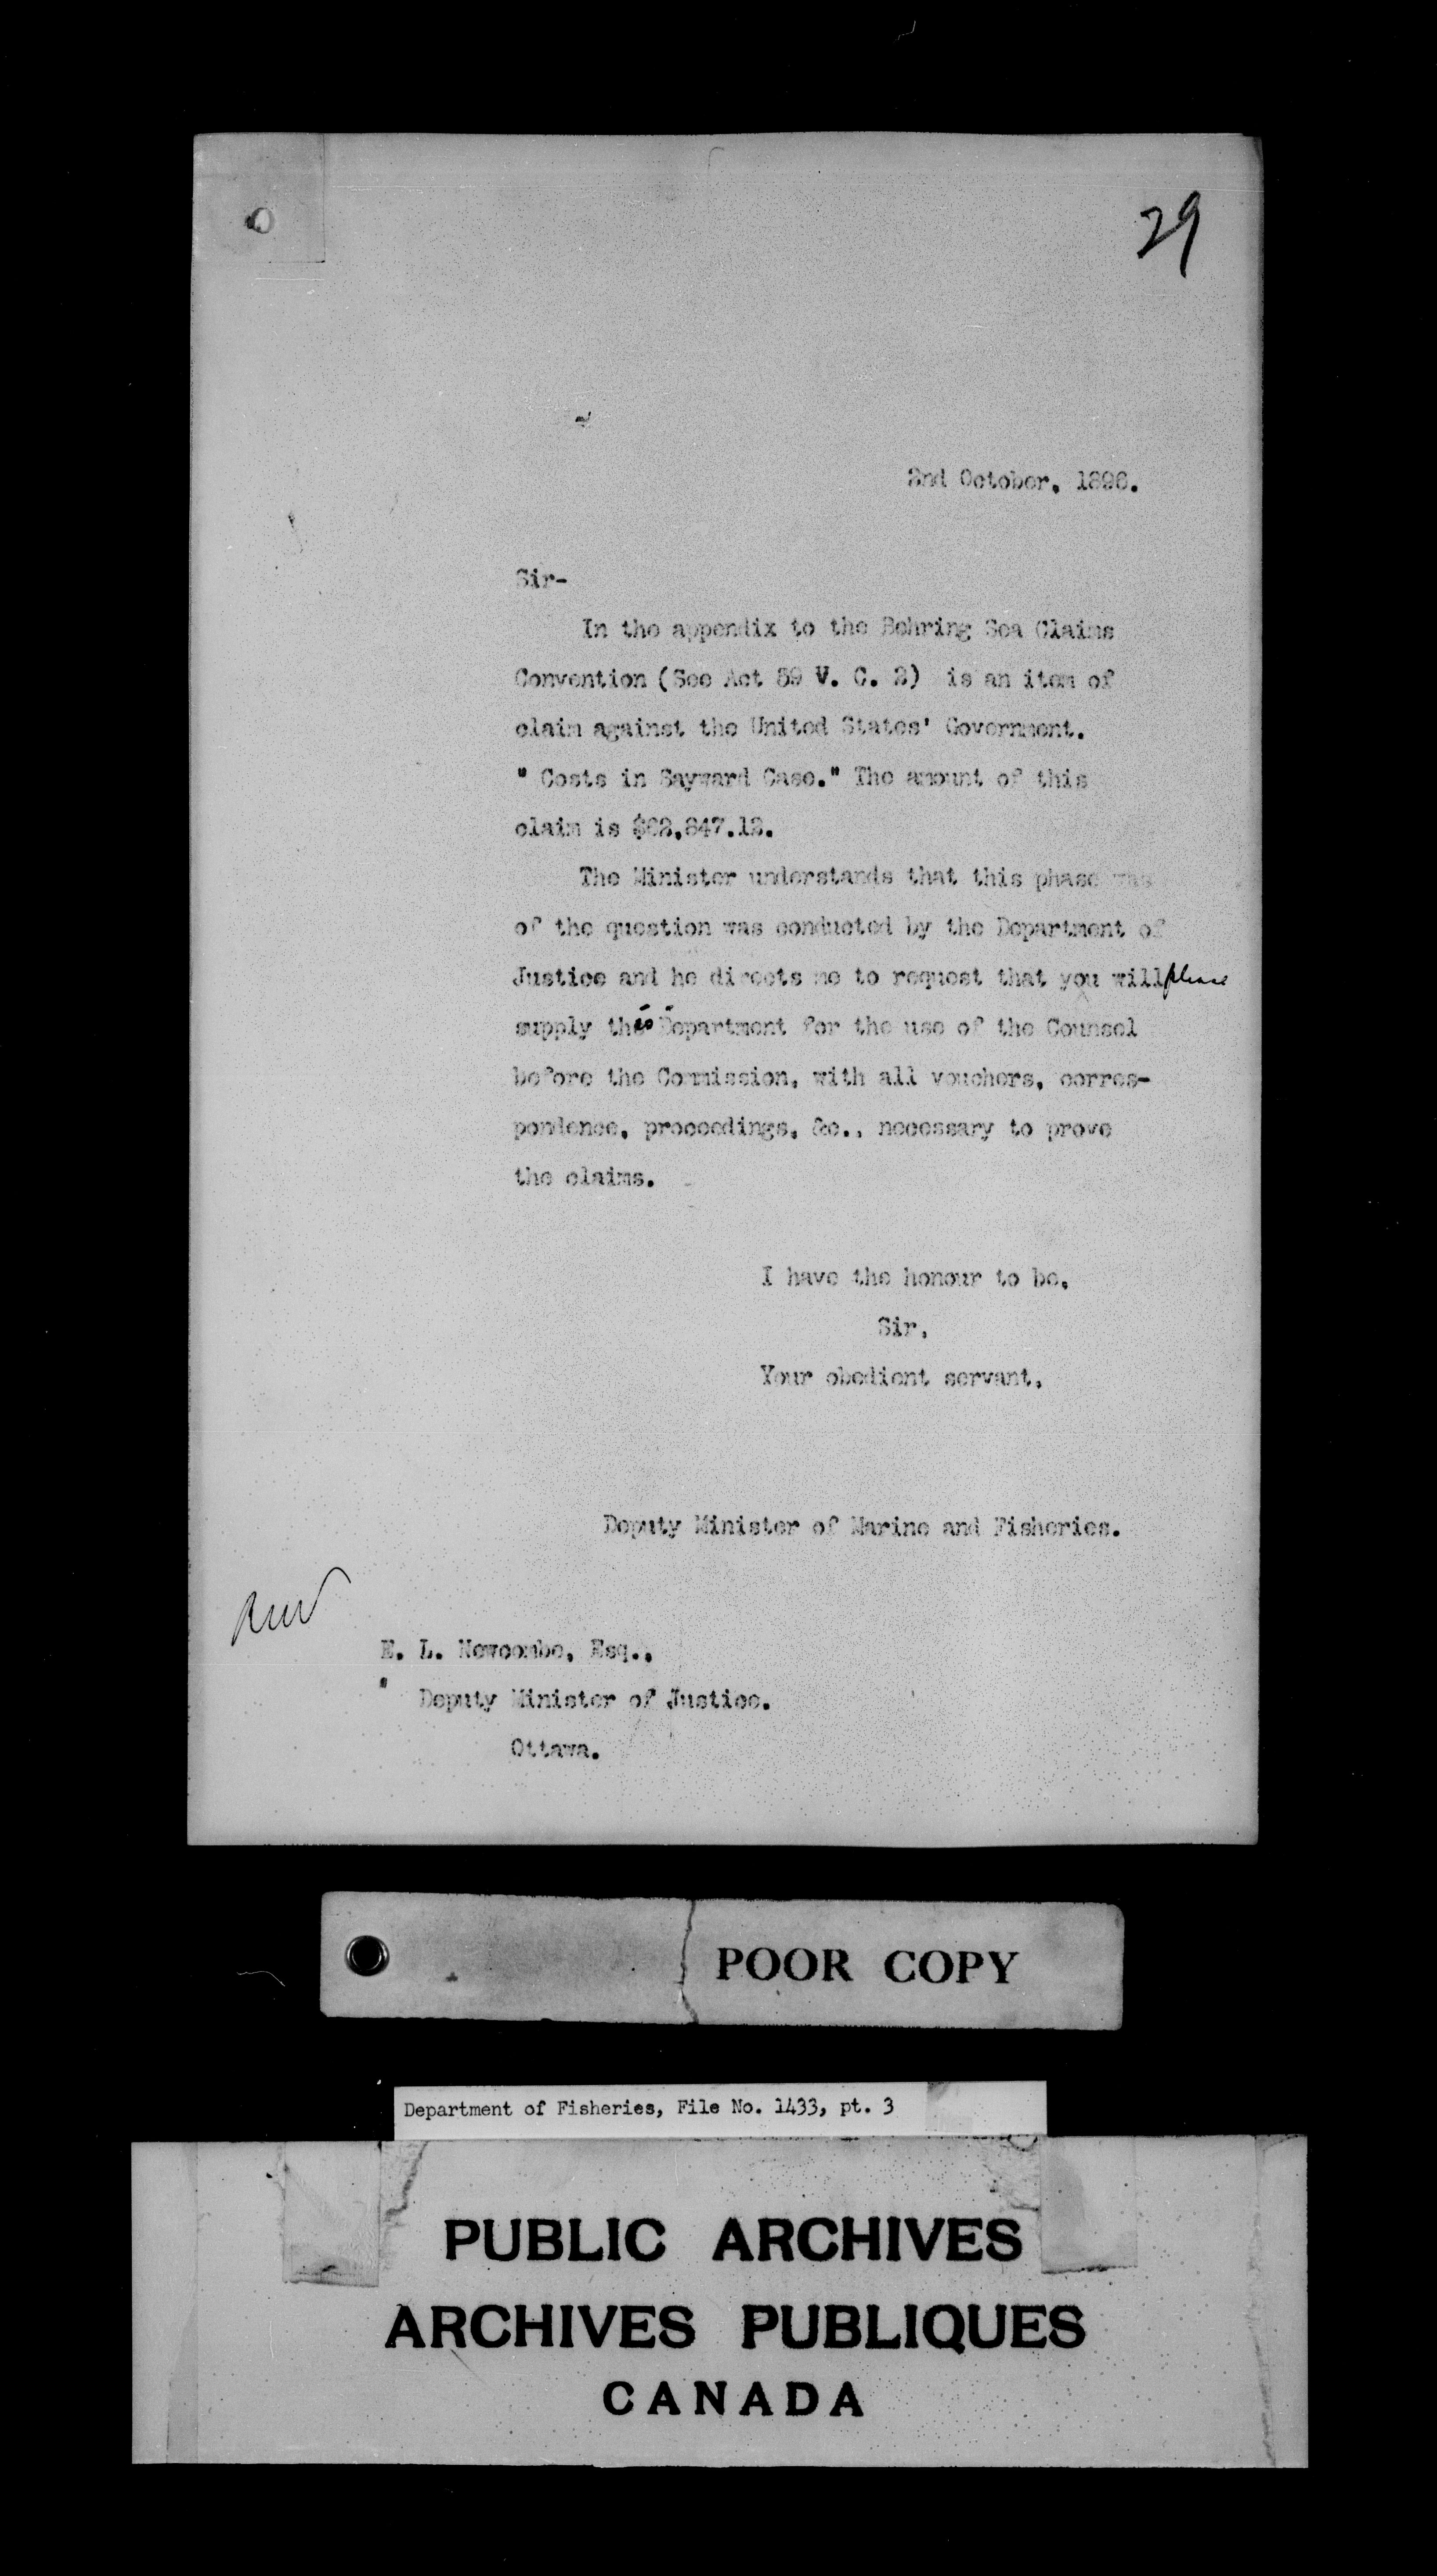 29
2nd October, 1896.
Sir-
In the appendix to the Behring Sea Claims
Convention (See Act 59 V. C. 2) is an item of
claim against the United States' Government.
" Costs in Sayward Case." The amount of this
claim is $62,847.12.
The Minister understands that this phase was
of the question was conducted by the Department of
Justice and he directs me to request that you will please
supply this Department for the use of the Counsel
before the Commission, with all vouchers, corres-
pondence, proceedings, &c., necessary to prove
the claims.
I have the honour to be,
Sir,
Your obedient servant,
Deputy Minister of Marine and Fisheries.
E. L. Newcombe, Esq.,
" Deputy Minister of Justice.
Ottawa.
POOR COPY
Department of Fisheries, File No. 1433, pt. 3
PUBLIC ARCHIVES
ARCHIVES PUBLIQUES
CANADA